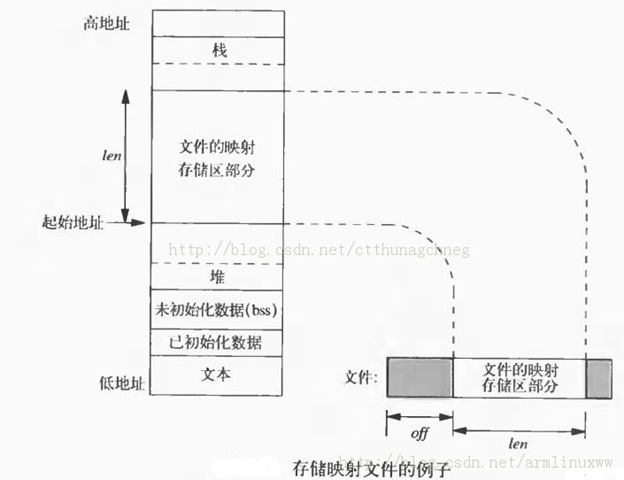 高地址
栈
len
文件的映射
存储区部分
起始地址
http://blog.csdn.net/ctthunagchneg
堆
未初始化数据(bss)
已初始化数据
低地址
文本
文件:
文件的映射
存储区部分
off
len
http://blog.csdn.net/armlinuxww
存储映射文件的例子